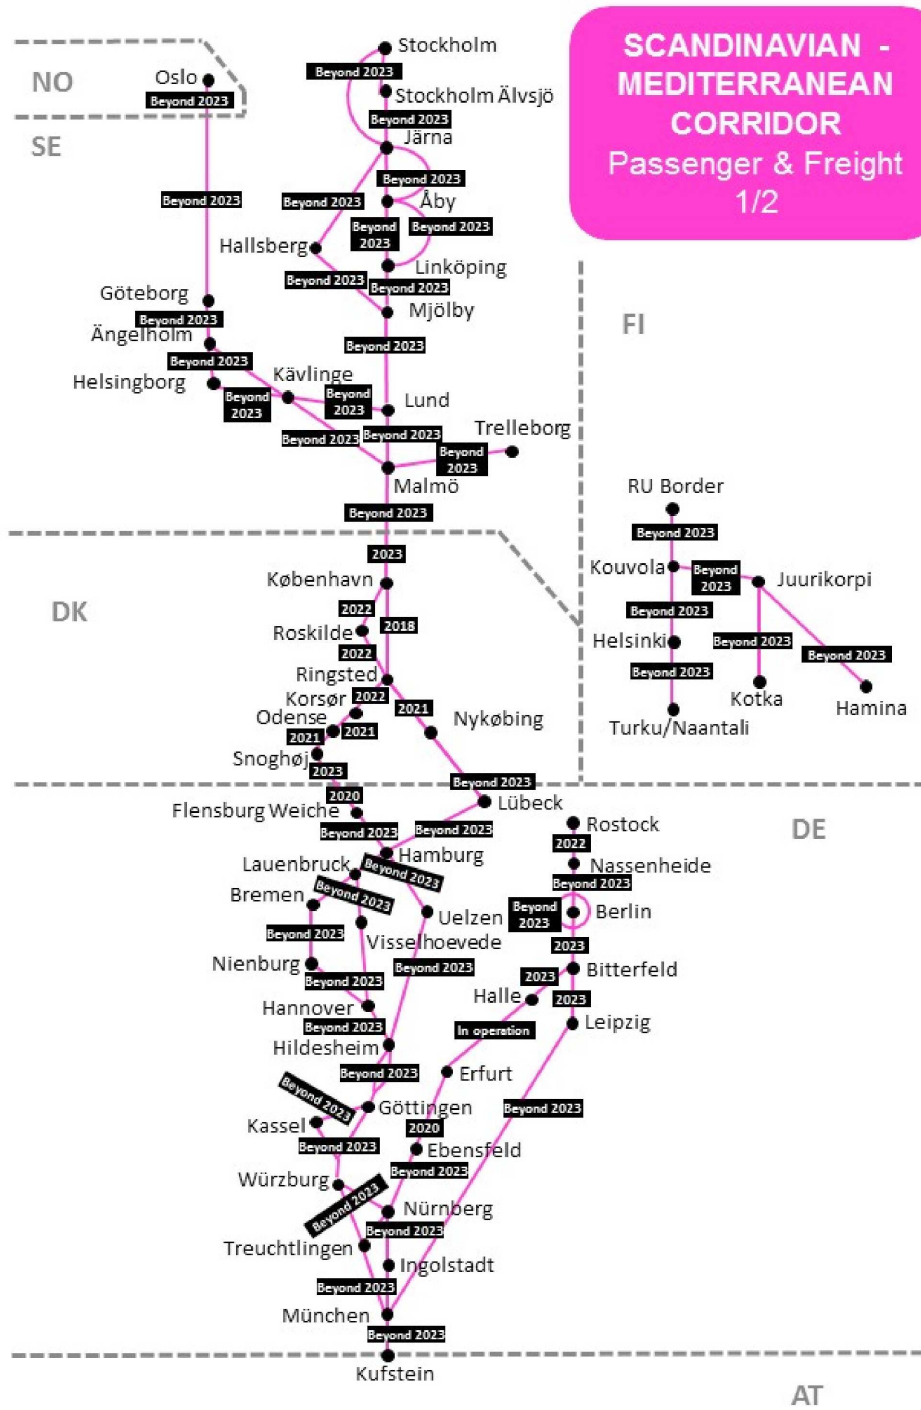 SCANDINAVIAN -
MEDITERRANEAN
CORRIDOR
Passenger & Freight
1/2
NO
Oslo
Beyond 2023
SE
Beyond 2023
Göteborg
Beyond 2023
Ängelholm
Beyond 2023
Helsingborg
Kävlinge
Beyond
2023
Beyond
2023
Beyond 2023
Stockholm
Beyond 2023
Stockholm Älvsjö
Beyond 2023
Järna
Beyond 2023
Beyond 2023
Åby
Beyond
2023
Beyond 2023
Hallsberg
Linköping
Beyond 2023
Beyond 2023
Mjölby
Beyond 2023
Lund
Beyond 2023
Trelleborg
Beyond
2023
Malmö
Beyond 2023
FI
RU Border
Beyond 2023
Kouvola
Beyond
2023
Juurikorpi
Beyond 2023
Helsinki
Beyond 2023
Beyond 2023
Beyond 2023
Kotka
Hamina
Turku/Naantali
DK
2023
København
2022
2018
Roskilde
2022
Ringsted
Korsør
2022
2021
Odense
2021
Nykøbing
2021
Snoghøj
2023
Beyond 2023
DE
2020
Lübeck
Flensburg Weiche
Beyond 2023
Beyond 2023
Hamburg
Rostock
2022
Nassenheide
Beyond 2023
Lauenbruck
Beyond 2023
Beyond 2023
Bremen
Uelzen
Beyond
2023
Berlin
Visselhoevede
Beyond 2023
2023
Nienburg
Beyond 2023
Bitterfeld
Beyond 2023
2023
Halle
2023
Hannover
Beyond 2023
In operation
Leipzig
Hildesheim
Beyond 2023
Erfurt
Beyond 2023
Göttingen
Beyond 2023
Kassel
2020
Beyond 2023
Ebensfeld
Beyond 2023
Würzburg
Beyond 2023
Nürnberg
Beyond 2023
Treuchtlingen
Ingolstadt
Beyond 2023
München
Beyond 2023
Kufstein
AT